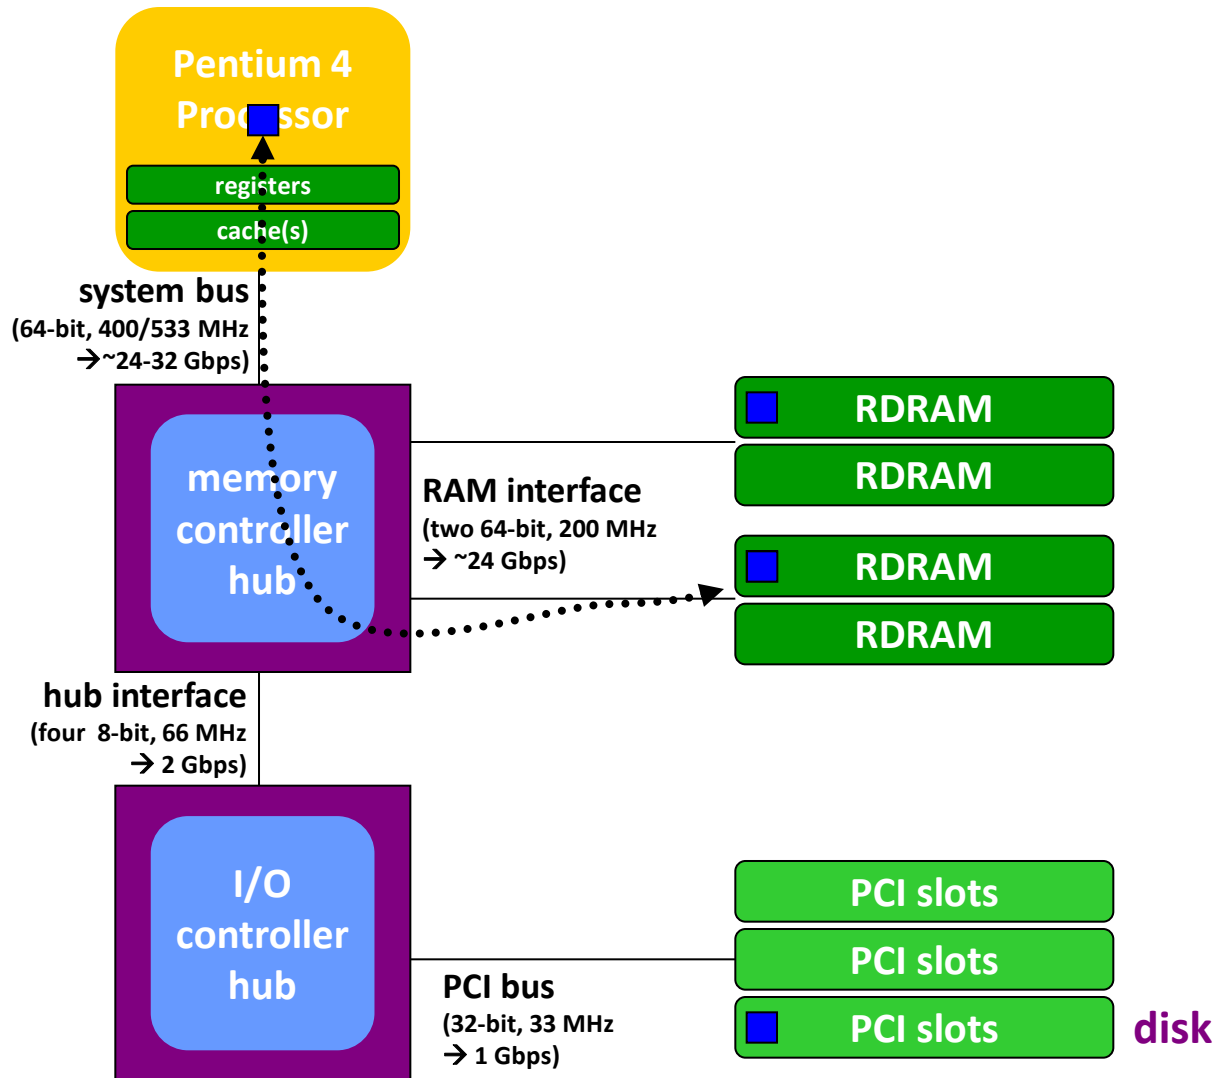 Pentium 4
Processor
registers
cache(s)
system bus
(64-bit, 400/533 MHz
→~24-32 Gbps)
memory
controller
hub
RAM interface
(two 64-bit, 200 MHz
→ ~24 Gbps)
RDRAM
RDRAM
RDRAM
RDRAM
hub interface
(four 8-bit, 66 MHz
→ 2 Gbps)
I/O
controller
hub
PCI bus
(32-bit, 33 MHz
→ 1 Gbps)
PCI slots
PCI slots
PCI slots
disk